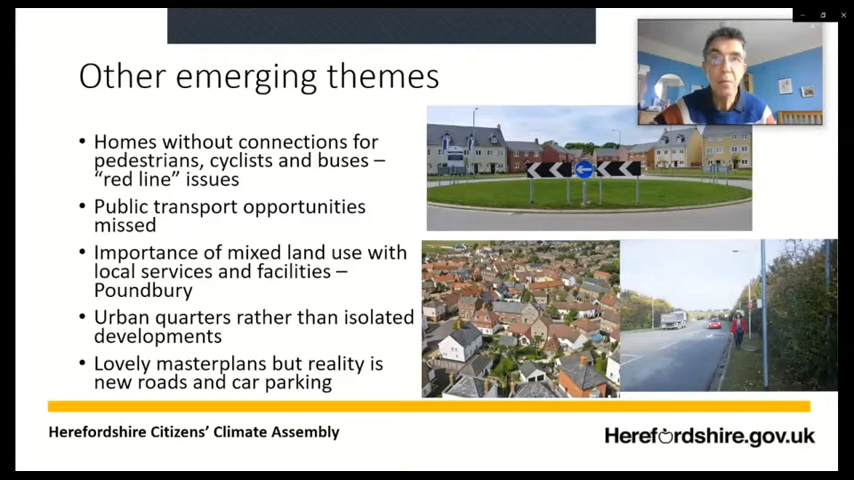 Other emerging themes
• Homes without connections for
pedestrians, cyclists and buses –
“red line” issues
• Public transport opportunities
missed
• Importance of mixed land use with
local services and facilities –
Poundbury
• Urban quarters rather than isolated
developments
• Lovely masterplans but reality is
new roads and car parking
Herefordshire Citizens’ Climate Assembly
Herefordshire.gov.uk